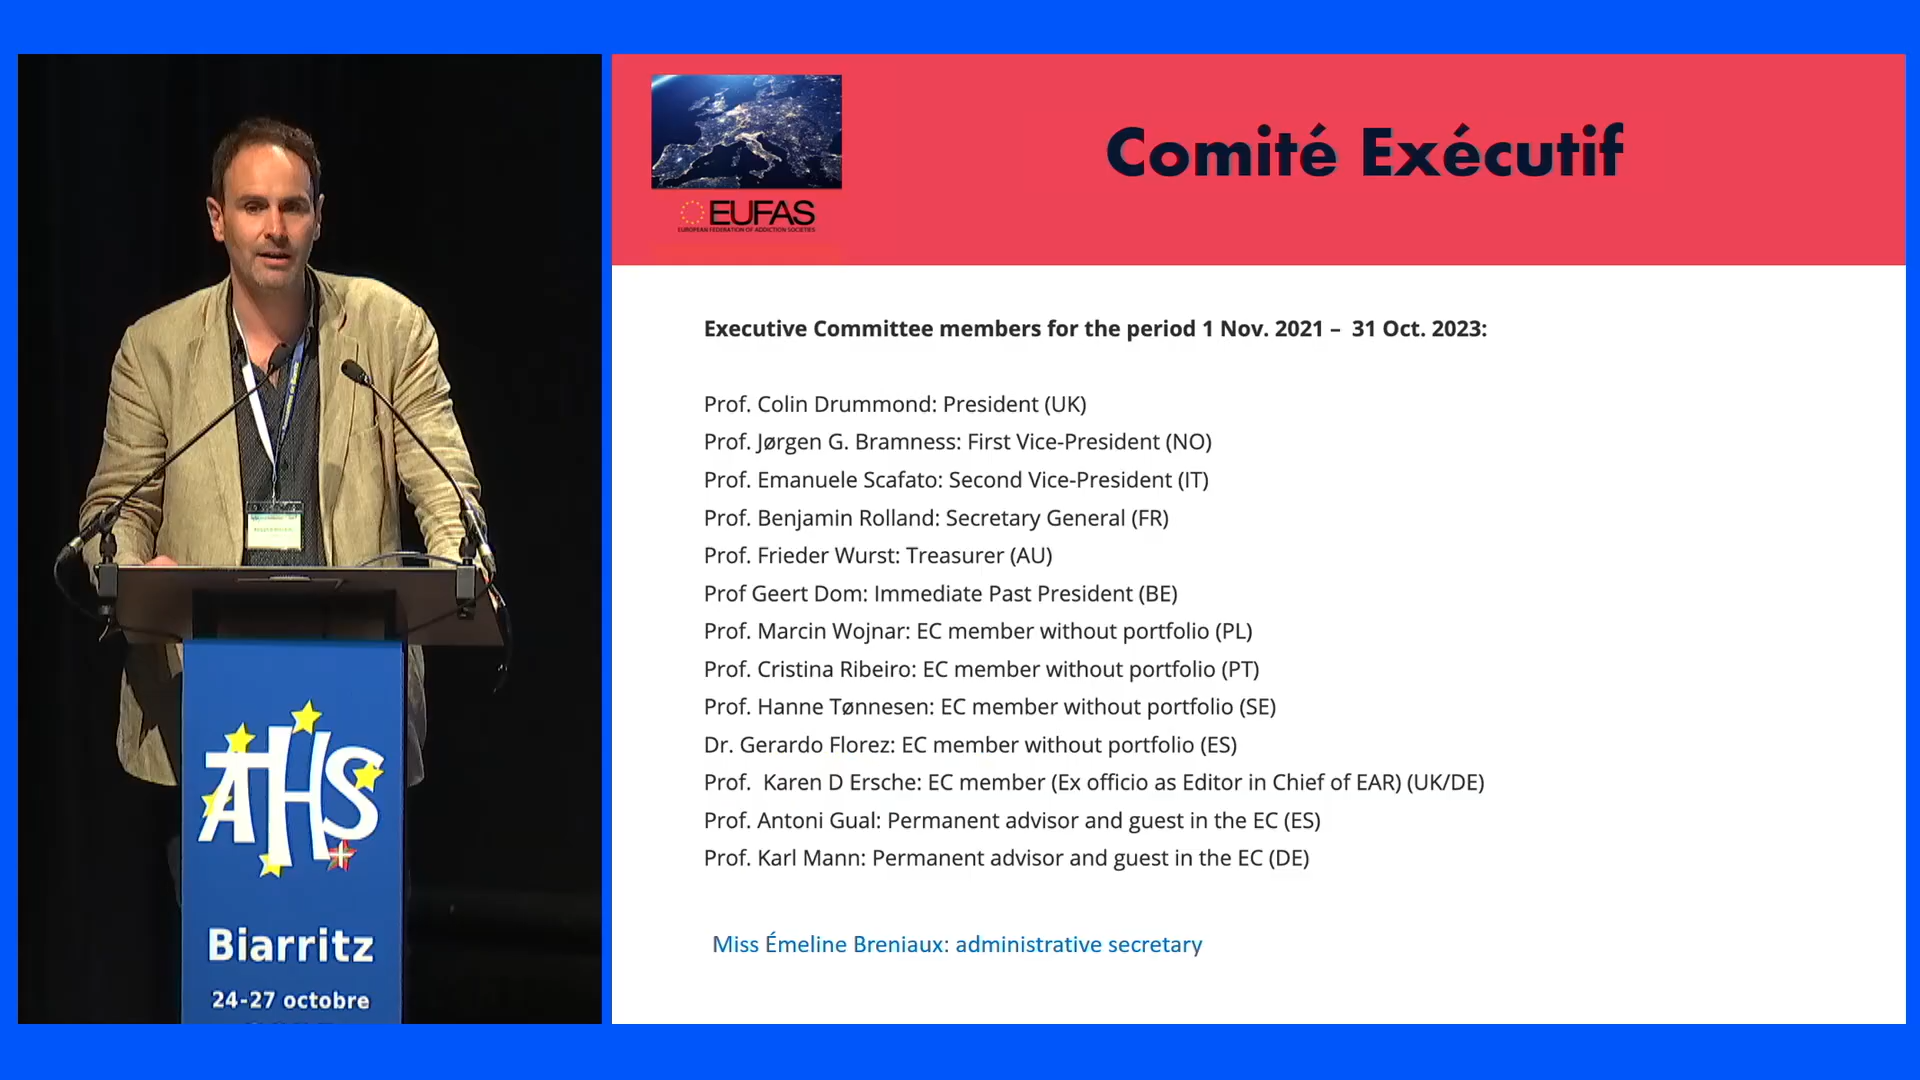 EUFAS
EUROPEAN FEDERATION OF ADDICTION SOCIETIES
Comité Exécutif
Executive Committee members for the period 1 Nov. 2021 – 31 Oct. 2023:
Prof. Colin Drummond: President (UK)
Prof. Jørgen G. Bramness: First Vice-President (NO)
Prof. Emanuele Scafato: Second Vice-President (IT)
Prof. Benjamin Rolland: Secretary General (FR)
Prof. Frieder Wurst: Treasurer (AU)
Prof Geert Dom: Immediate Past President (BE)
Prof. Marcin Wojnar: EC member without portfolio (PL)
Prof. Cristina Ribeiro: EC member without portfolio (PT)
Prof. Hanne Tønnesen: EC member without portfolio (SE)
Dr. Gerardo Florez: EC member without portfolio (ES)
Prof. Karen D Ersche: EC member (Ex officio as Editor in Chief of EAR) (UK/DE)
Prof. Antoni Gual: Permanent advisor and guest in the EC (ES)
Prof. Karl Mann: Permanent advisor and guest in the EC (DE)
Miss Émeline Breniaux: administrative secretary
ATHS
Biarritz
24-27 octobre